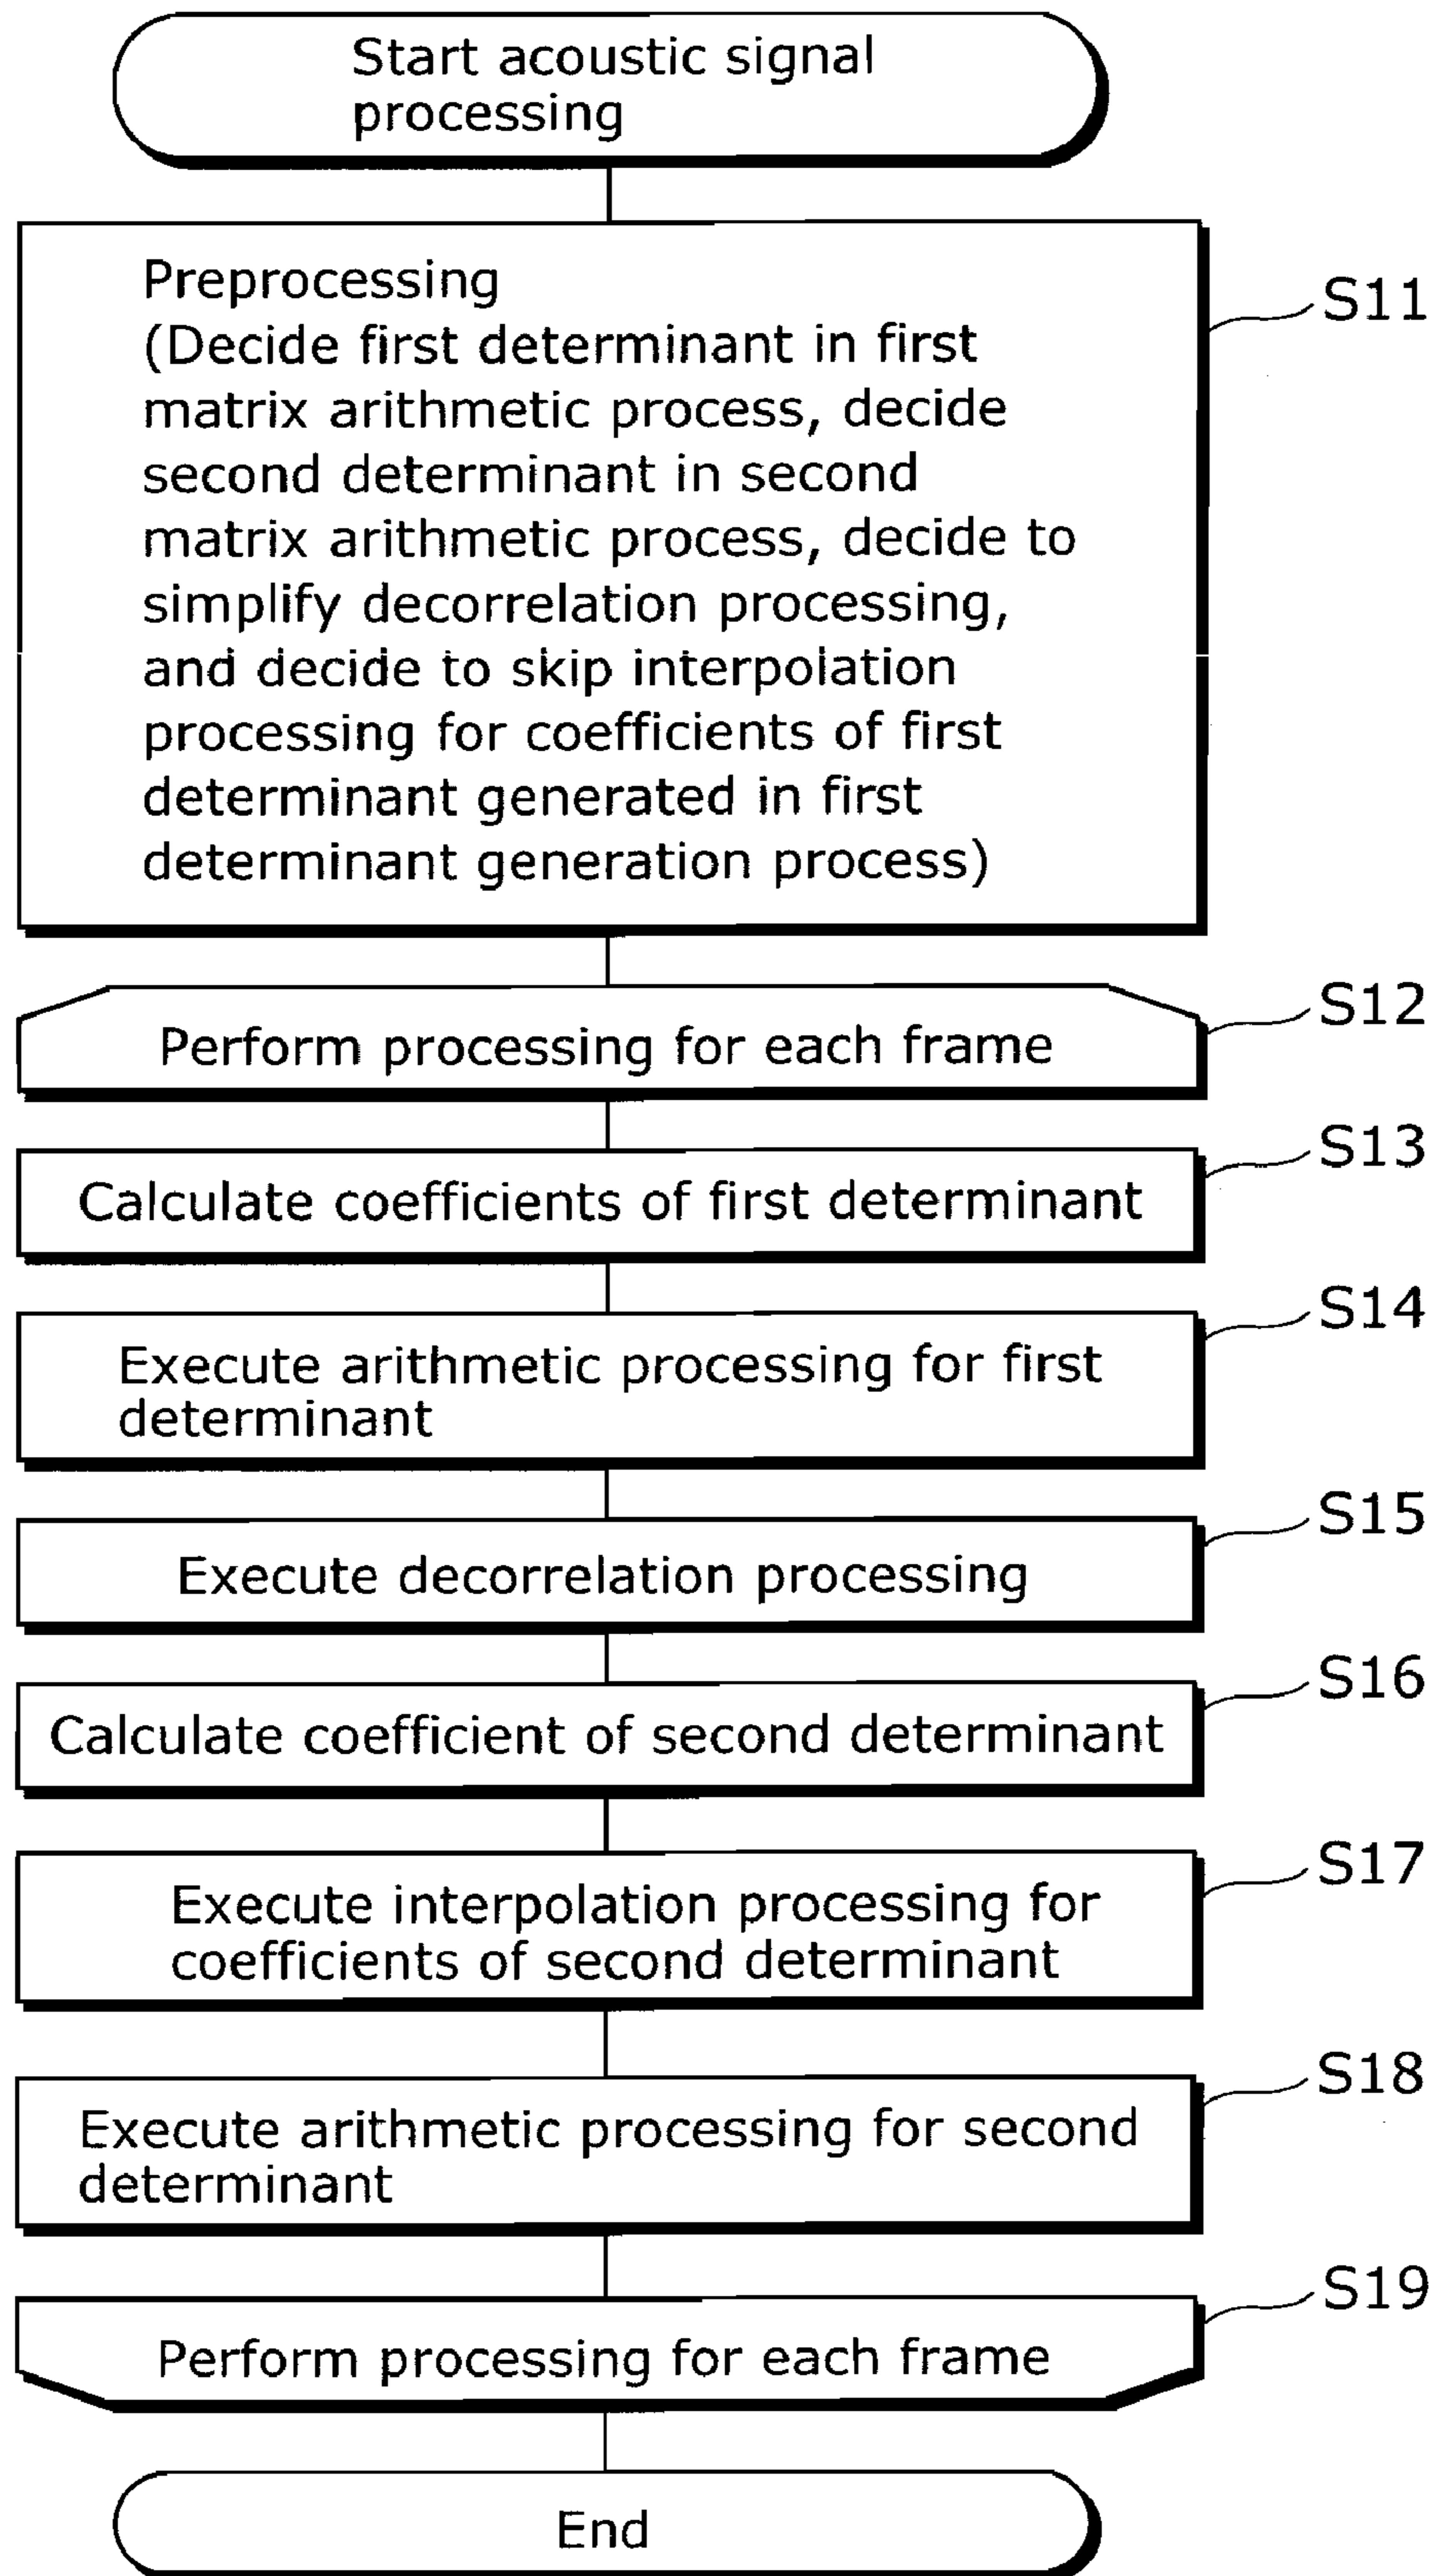 Start acoustic signal
processing
Preprocessing
(Decide first determinant in first
matrix arithmetic process, decide
second determinant in second
matrix arithmetic process, decide to
simplify decorrelation processing,
and decide to skip interpolation
processing for coefficients of first
determinant generated in first
determinant generation process)
S11
Perform processing for each frame
S12
Calculate coefficients of first determinant
S13
Execute arithmetic processing for first
determinant
S14
Execute decorrelation processing
S15
Calculate coefficient of second determinant
S16
Execute interpolation processing for
coefficients of second determinant
S17
Execute arithmetic processing for second
determinant
S18
Perform processing for each frame
S19
End